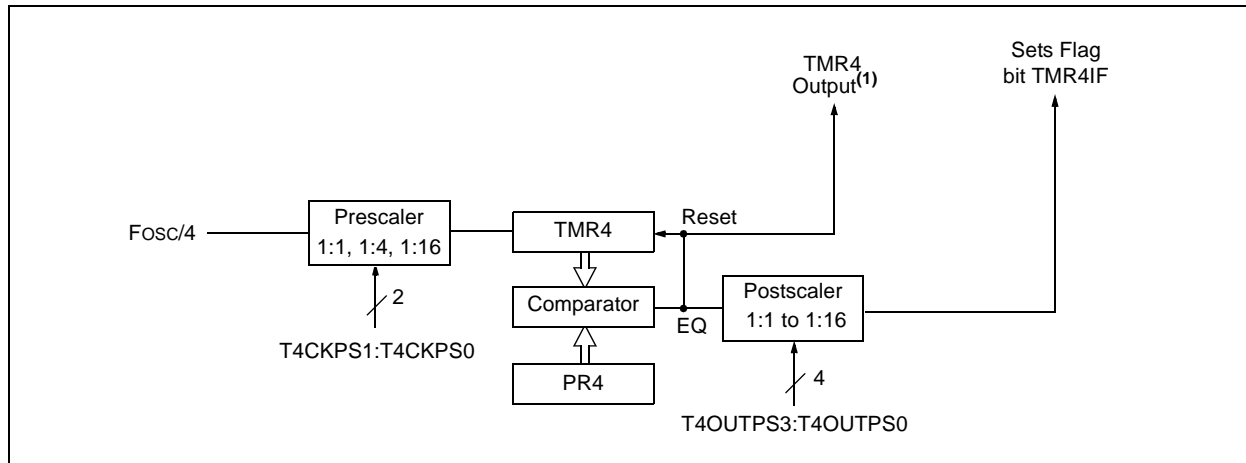 Sets Flag
bit TMR4IF
TMR4
Output(1)
Fosc/4
Prescaler
1:1, 1:4, 1:16
TMR4
Reset
2
Comparator
EQ
Postscaler
1:1 to 1:16
T4CKPS1:T4CKPS0
PR4
4
T4OUTPS3:T4OUTPS0